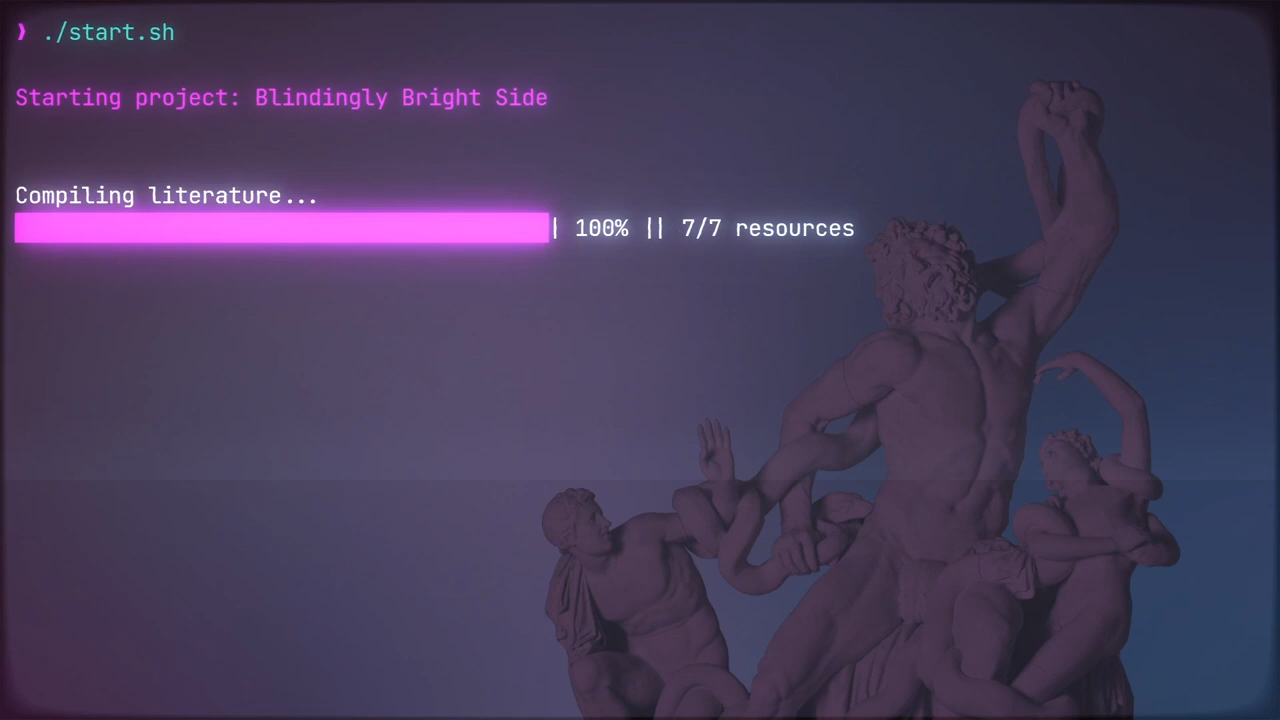 ❫ ./start.sh
Starting project: Blindingly Bright Side
Compiling literature...
| 100% || 7/7 resources